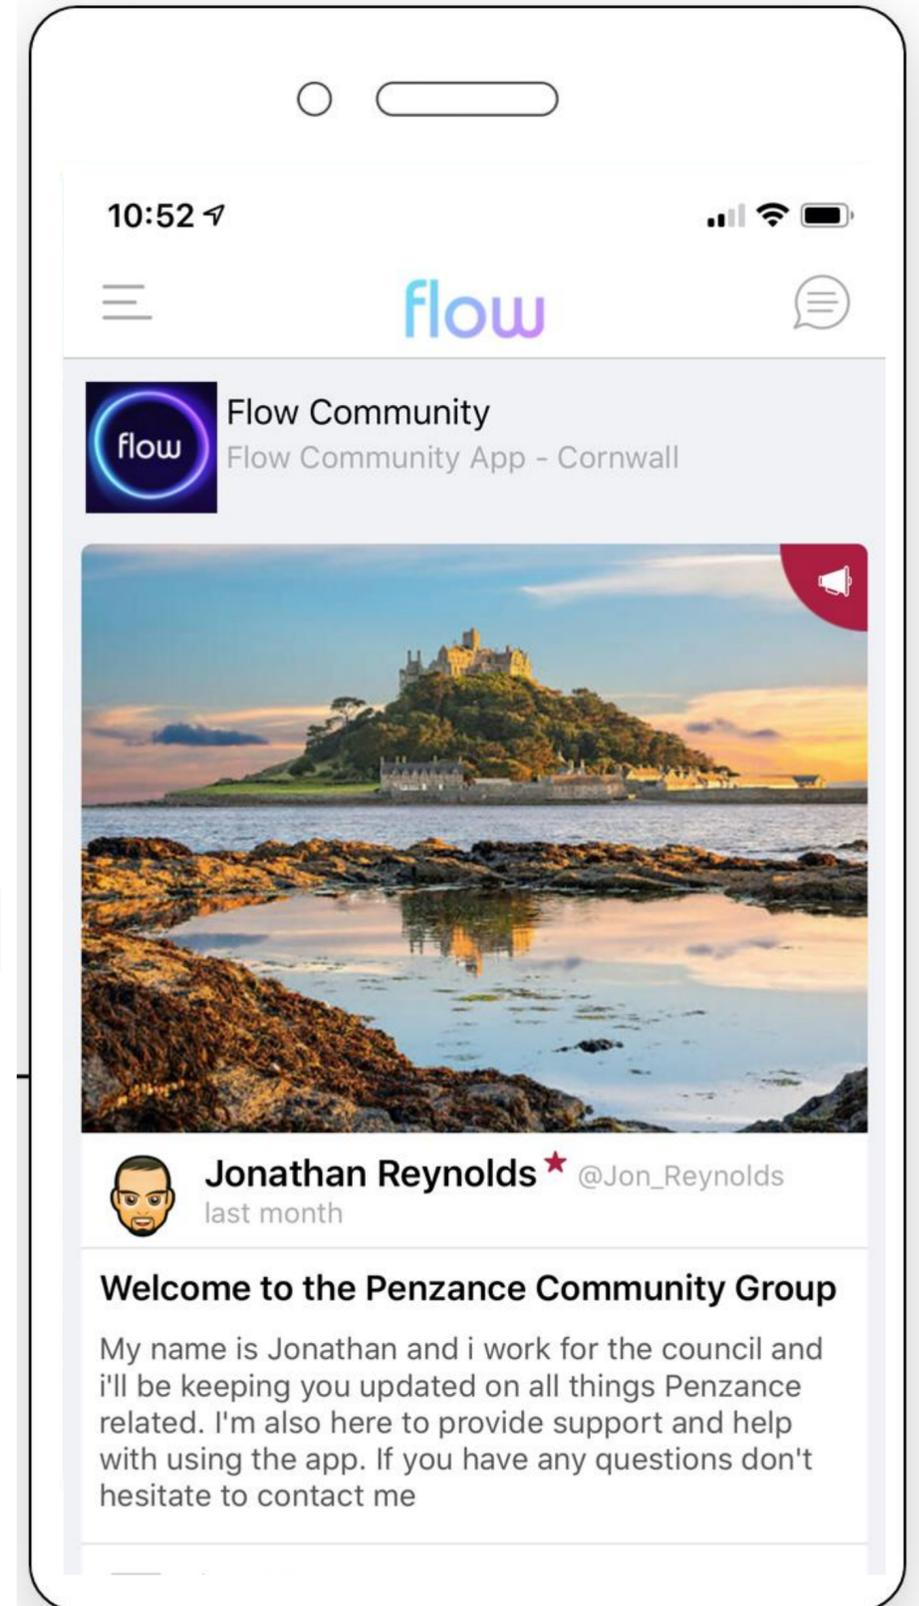 10:52
flow
flow
Flow Community
Flow Community App - Cornwall
Jonathan Reynolds @Jon_Reynolds
last month
Welcome to the Penzance Community Group
My name is Jonathan and i work for the council and
i'll be keeping you updated on all things Penzance
related. I'm also here to provide support and help
with using the app. If you have any questions don't
hesitate to contact me